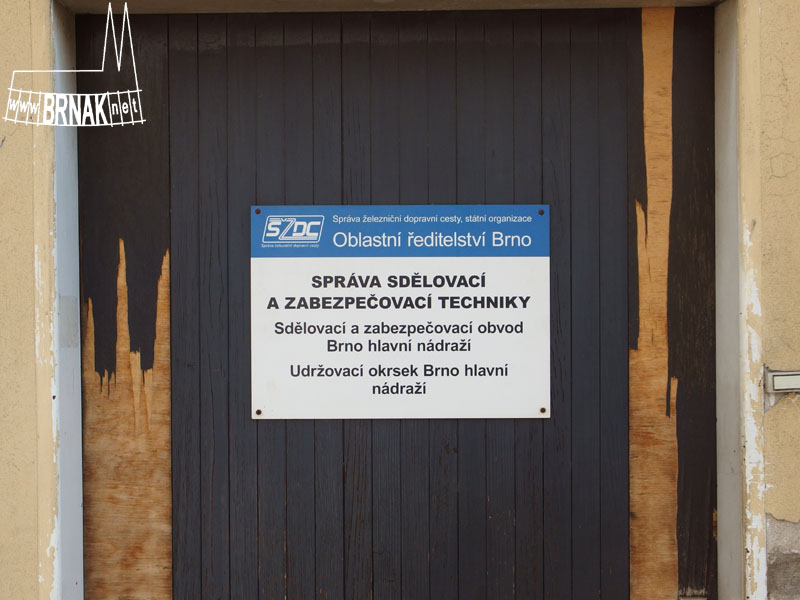 www BRNAK net
Správa železniční dopravní cesty, státní organizace
SŽDC
Oblastní ředitelství Brno
Správa železniční dopravní cesty
SPRÁVA SDĚLOVACÍ
A ZABEZPEČOVACÍ TECHNIKY
Sdělovací a zabezpečovací obvod
Brno hlavní nádraží
Udržovací okrsek Brno hlavní
nádraží